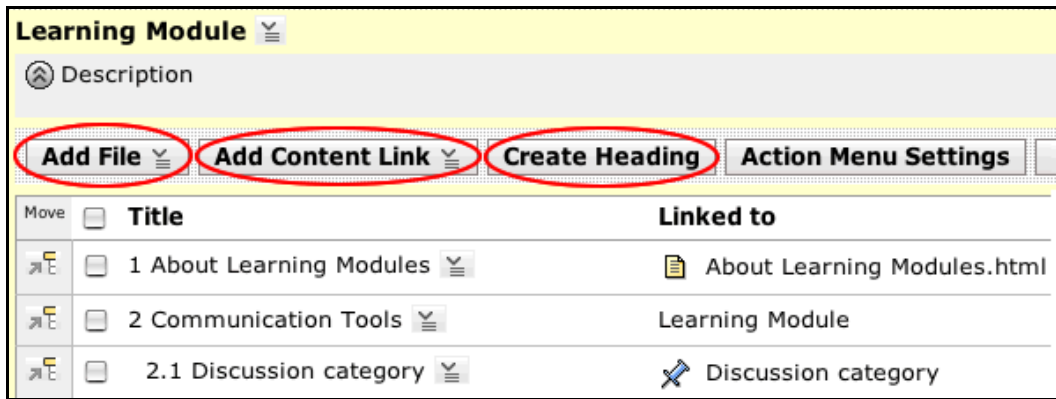 Learning Module
Description
Add File Add Content Link Create Heading Action Menu Settings
Move Title Linked to
1 About Learning Modules About Learning Modules.html
2 Communication Tools Learning Module
2.1 Discussion category Discussion category